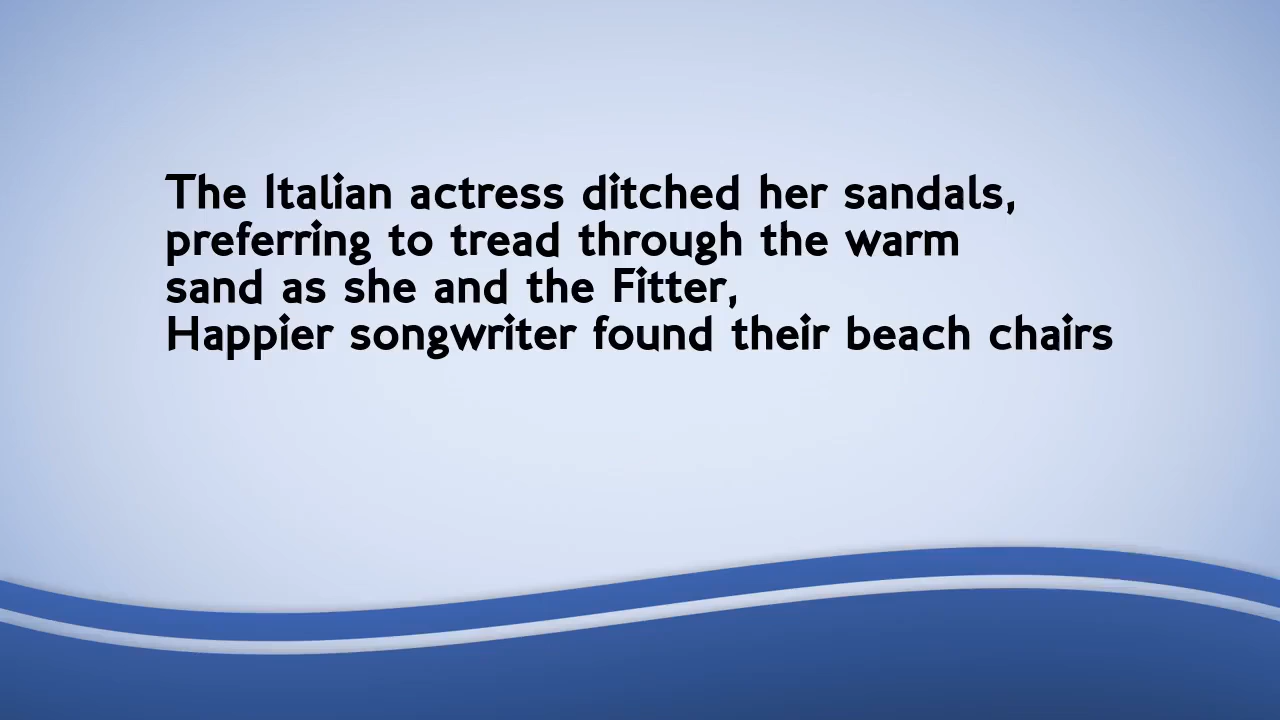 The Italian actress ditched her sandals,
preferring to tread through the warm
sand as she and the Fitter,
Happier songwriter found their beach chairs